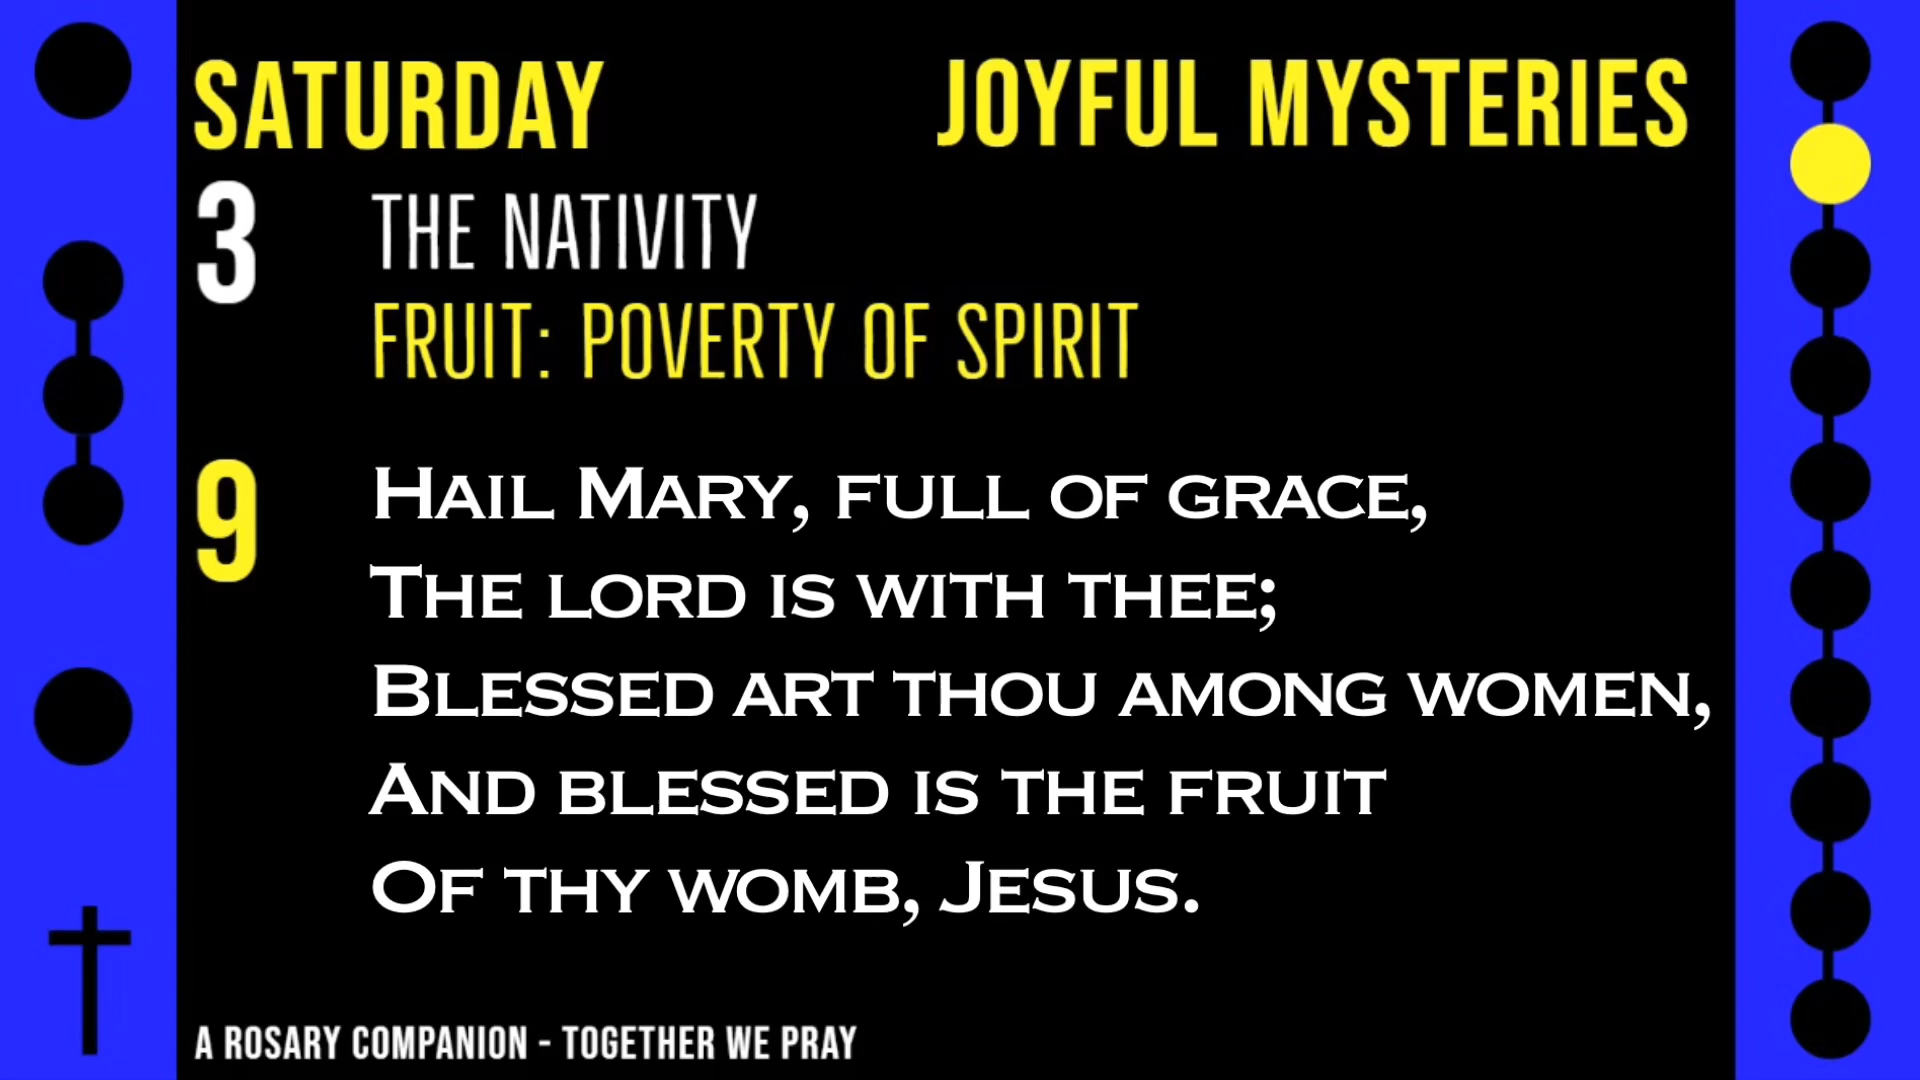 SATURDAY JOYFUL MYSTERIES
3 THE NATIVITY
FRUIT: POVERTY OF SPIRIT
9 Hail Mary, full of grace,
The lord is with thee;
Blessed art thou among women,
And blessed is the fruit
Of thy womb, Jesus.
A ROSARY COMPANION - TOGETHER WE PRAY